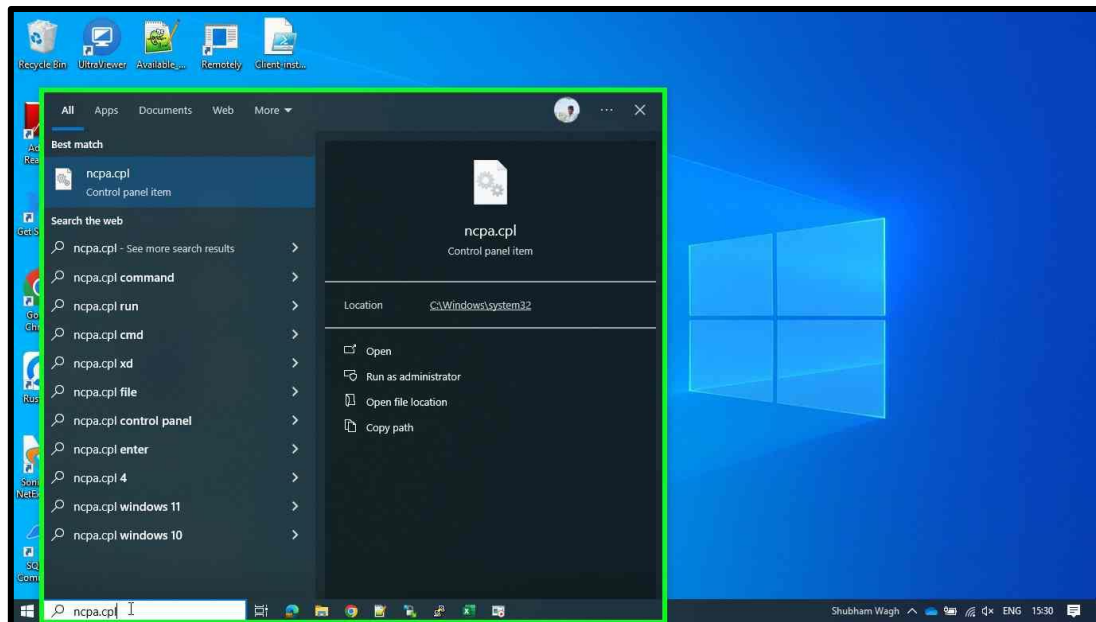 Recycle Bin UltraViewer Available_... Remotely Client-inst...
All Apps Documents Web More
Best match
ncpa.cpl
Control panel item
Search the web
ncpa.cpl - See more search results
ncpa.cpl command
ncpa.cpl run
ncpa.cpl cmd
ncpa.cpl xd
ncpa.cpl file
ncpa.cpl control panel
ncpa.cpl enter
ncpa.cpl 4
ncpa.cpl windows 11
ncpa.cpl windows 10
ncpa.cpl
Control panel item
Location C:\Windows\system32
Open
Run as administrator
Open file location
Copy path
ncpa.cpl
Shubham Wagh ENG 15:30